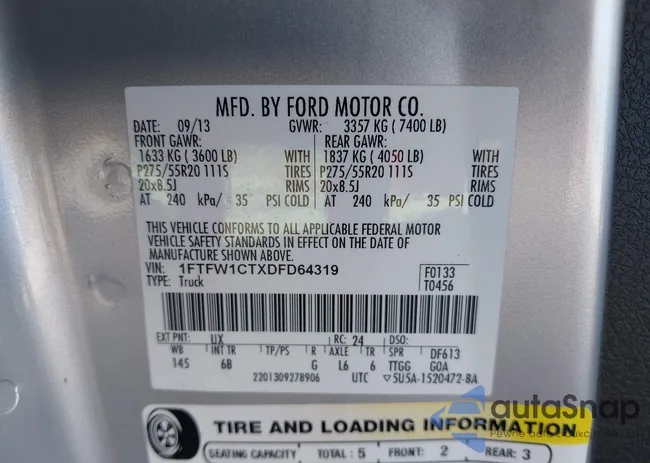 MFD. BY FORD MOTOR CO.
DATE: 09/13 GVWR: 3357 KG ( 7400 LB)
FRONT GAWR: REAR GAWR:
1633 KG ( 3600 LB) WITH 1837 KG ( 4050 LB) WITH
P275/55R20 111S TIRES P275/55R20 111S TIRES
20x8.5J RIMS 20x8.5J RIMS
AT 240 kPa/ 35 PSI COLD AT 240 kPa/ 35 PSI COLD
THIS VEHICLE CONFORMS TO ALL APPLICABLE FEDERAL MOTOR
VEHICLE SAFETY STANDARDS IN EFFECT ON THE DATE OF
MANUFACTURE SHOWN ABOVE.
VIN: 1FTFW1CTXDFD64319 F0133
TYPE: Truck T0456
EXT PNT: UX RC: 24 DSO:
WB INT TR TP/PS R AXLE TR SPR DF613
145 6B G L6 6 TTGG GOA
2201309278906 UTC ▽5U5A-1520472-BA
autoSnap
TIRE AND LOADING INFORMATION
SEATING CAPACITY TOTAL : 5 FRONT: 2 REAR: 3